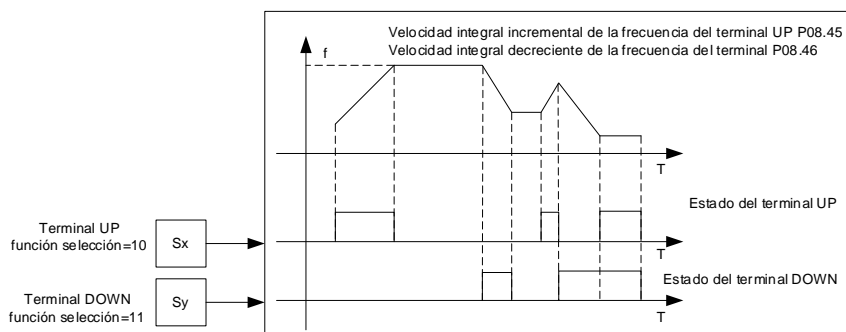 Velocidad integral incremental de la frecuencia del terminal UP P08.45
Velocidad integral decreciente de la frecuencia del terminal P08.46
f
T
Estado del terminal UP
Terminal UP
función selección=10
Sx
T
Estado del terminal DOWN
Terminal DOWN
función selección=11
Sy
T